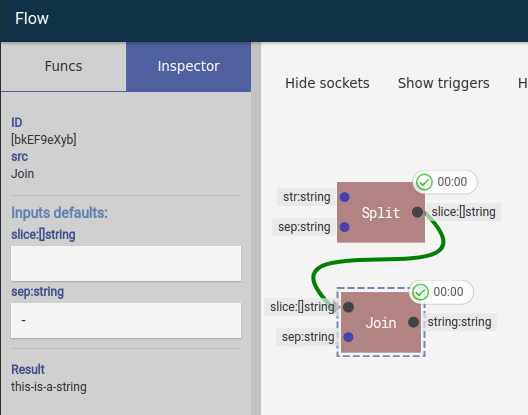 Flow
Funcs
Inspector
ID
[bkEF9eXyb]
src
Join
Inputs defaults:
slice:[]string
sep:string
-
Result
this-is-a-string
Hide sockets
Show triggers
H
00:00
str:string
Split
slice:[]string
sep:string
00:00
slice:[]string
Join
string:string
sep:string